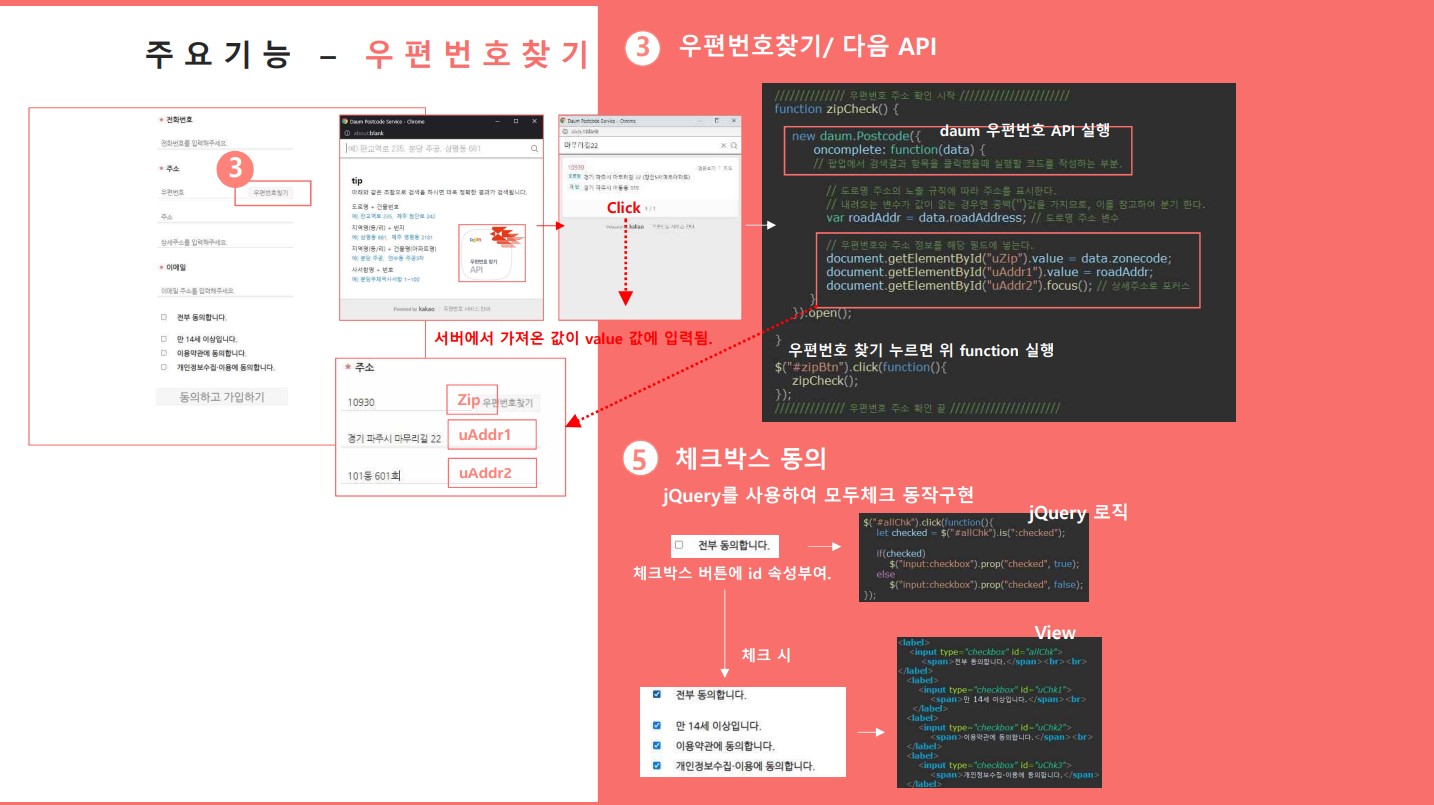 주요기능 – 우편번호찾기
* 전화번호
전화번호를 입력해주세요.
3
* 주소
우편번호
우편번호찾기
주소
상세주소를 입력해주세요.
* 이메일
이메일 주소를 입력해주세요.
전부 동의합니다.
만 14세 이상입니다.
이용약관에 동의합니다.
개인정보수집·이용에 동의합니다.
동의하고 가입하기
Daum Postcode Service - Chrome
about:blank
예) 판교역로 235, 분당 주공, 삼평동 681
tip
아래와 같은 조합으로 검색을 하시면 더욱 정확한 결과가 검색됩니다.
도로명 + 건물번호
예) 판교역로 235, 제주 첨단로 242
지역명(동/리) + 번지
예) 삼평동 681, 제주 영평동 2181
지역명(동/리) + 건물명(아파트명)
예) 분당 주공, 연수동 주공3차
사서함명 + 번호
예) 분당우체국사서함 1~100
우편번호 찾기
API
Powered by kakao 우편번호 서비스 안내
Daum Postcode Service - Chrome
about:blank
마무리길22
10930
도로명 경기 파주시 마무리길 22
지번 경기 파주시 아동동
Click 1 / 1
Powered by kakao 우편번호 서비스 안내
서버에서 가져온 값이 value 값에 입력됨.
* 주소
10930
Zip
우편번호찾기
경기 파주시 마무리길 22
uAddr1
101동 601호
uAddr2
3 우편번호찾기/ 다음 API
////////////// 우편번호 주소 확인 시작 //////////////////////
function zipCheck() {
new daum.Postcode({
daum 우편번호 API 실행
oncomplete: function(data) {
// 팝업에서 검색결과 항목을 클릭했을때 실행할 코드를 작성하는 부분.
// 도로명 주소의 노출 규칙에 따라 주소를 표시한다.
// 내려오는 변수가 값이 없는 경우엔 공백('')값을 가지므로, 이를 참고하여 분기 한다.
var roadAddr = data.roadAddress; // 도로명 주소 변수
// 우편번호와 주소 정보를 해당 필드에 넣는다.
document.getElementById("uZip").value = data.zonecode;
document.getElementById("uAddr1").value = roadAddr;
document.getElementById("uAddr2").focus(); // 상세주소로 포커스
}
}).open();
}
우편번호 찾기 누르면 위 function 실행
$("#zipBtn").click(function(){
zipCheck();
});
////////////// 우편번호 주소 확인 끝 //////////////////////
5 체크박스 동의
jQuery를 사용하여 모두체크 동작구현
jQuery 로직
전부 동의합니다.
체크박스 버튼에 id 속성부여.
$("#allChk").click(function(){
let checked = $("#allChk").is(":checked");
if(checked)
$("input:checkbox").prop("checked", true);
else
$("input:checkbox").prop("checked", false);
});
체크 시
전부 동의합니다.
만 14세 이상입니다.
이용약관에 동의합니다.
개인정보수집·이용에 동의합니다.
View
<label>
<input type="checkbox" id="allChk">
<span>전부 동의합니다.</span><br><br>
</label>
<label>
<input type="checkbox" id="uChk1">
<span>만 14세 이상입니다.</span><br>
</label>
<label>
<input type="checkbox" id="uChk2">
<span>이용약관에 동의합니다.</span><br>
<label>
<input type="checkbox" id="uChk3">
<span>개인정보수집·이용에 동의합니다.</span>
</label>